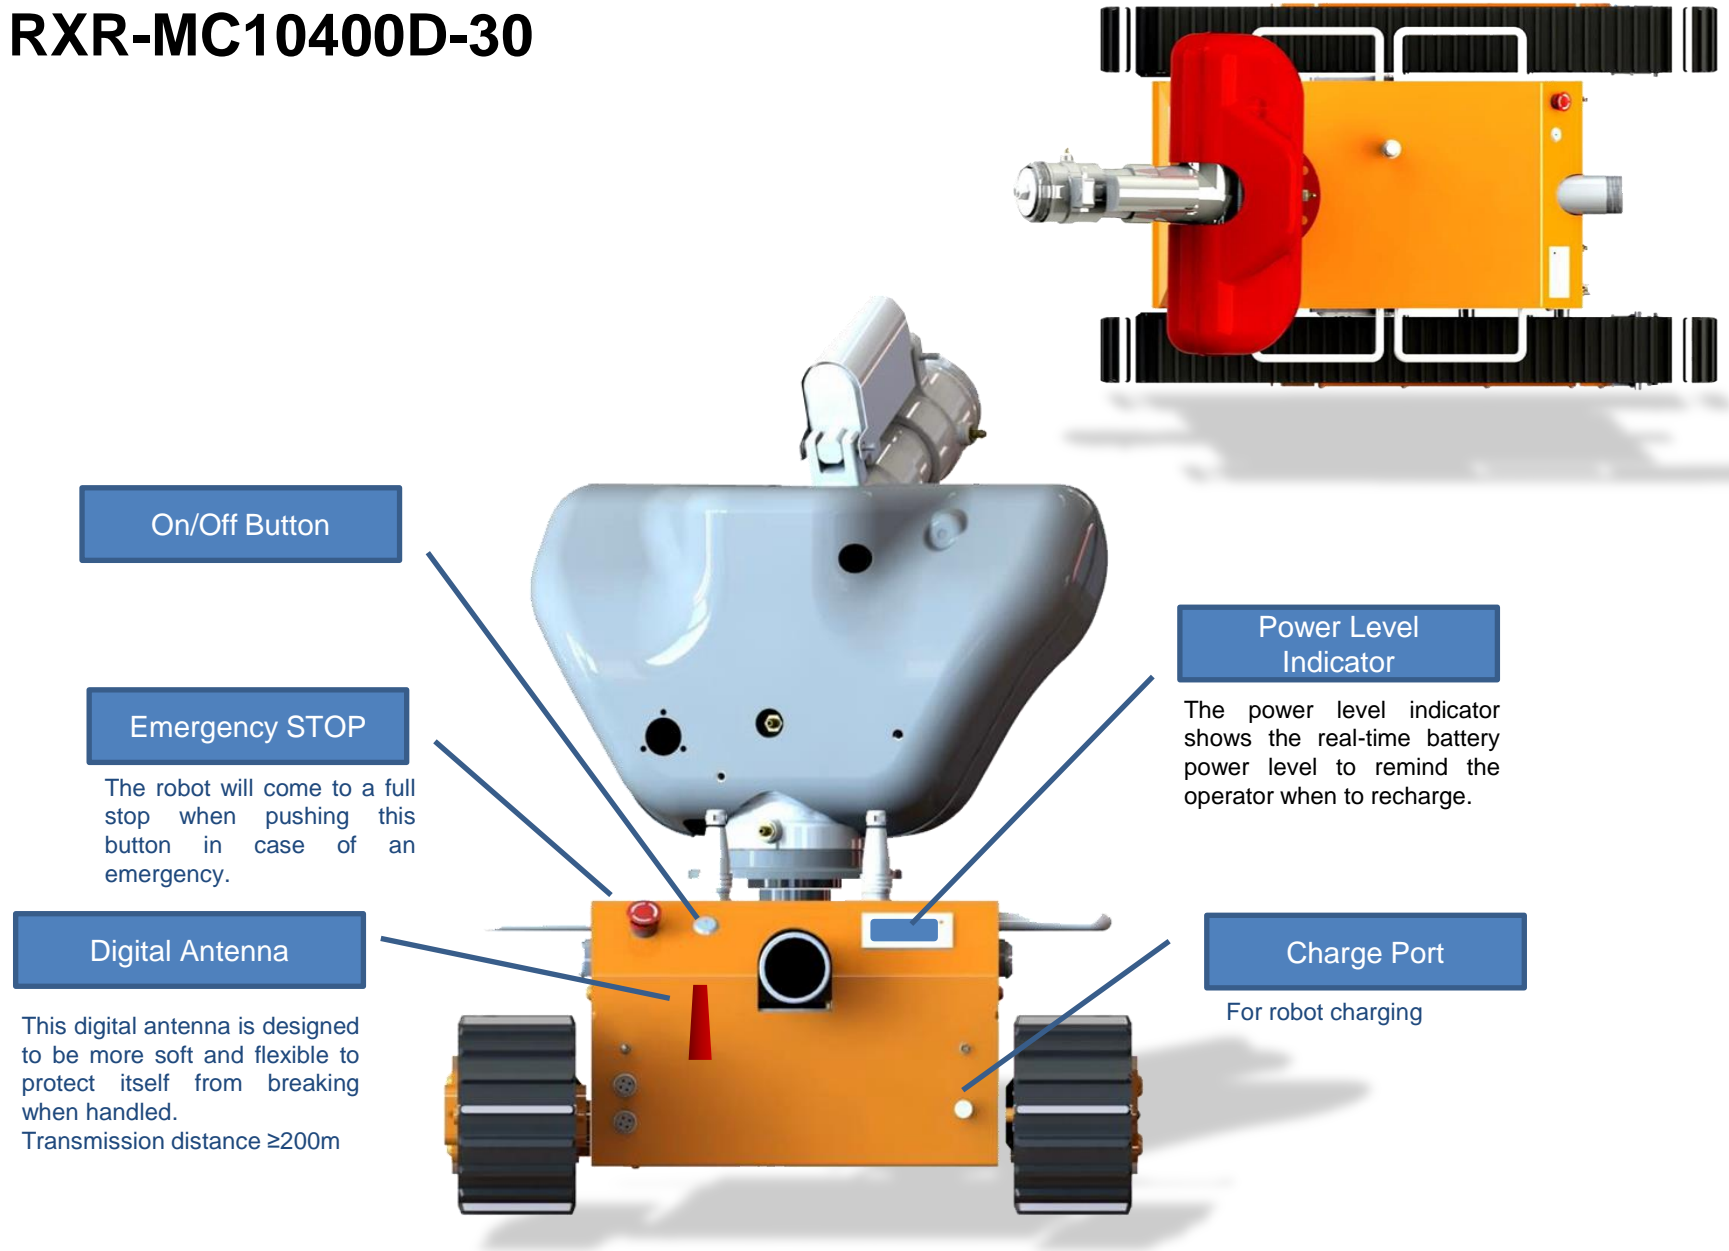 RXR-MC10400D-30
On/Off Button
Emergency STOP
The robot will come to a full
stop when pushing this
button in case of an
emergency.
Digital Antenna
This digital antenna is designed
to be more soft and flexible to
protect itself from breaking
when handled.
Transmission distance ≥200m
Power Level
Indicator
The power level indicator
shows the real-time battery
power level to remind the
operator when to recharge.
Charge Port
For robot charging